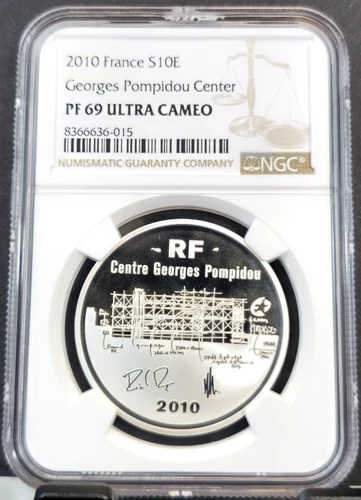 2010 France S10E
Georges Pompidou Center
PF 69 ULTRA CAMEO
8366636-015
NUMISMATIC GUARANTY COMPANY
NGC®
RF
Centre Georges Pompidou
2010